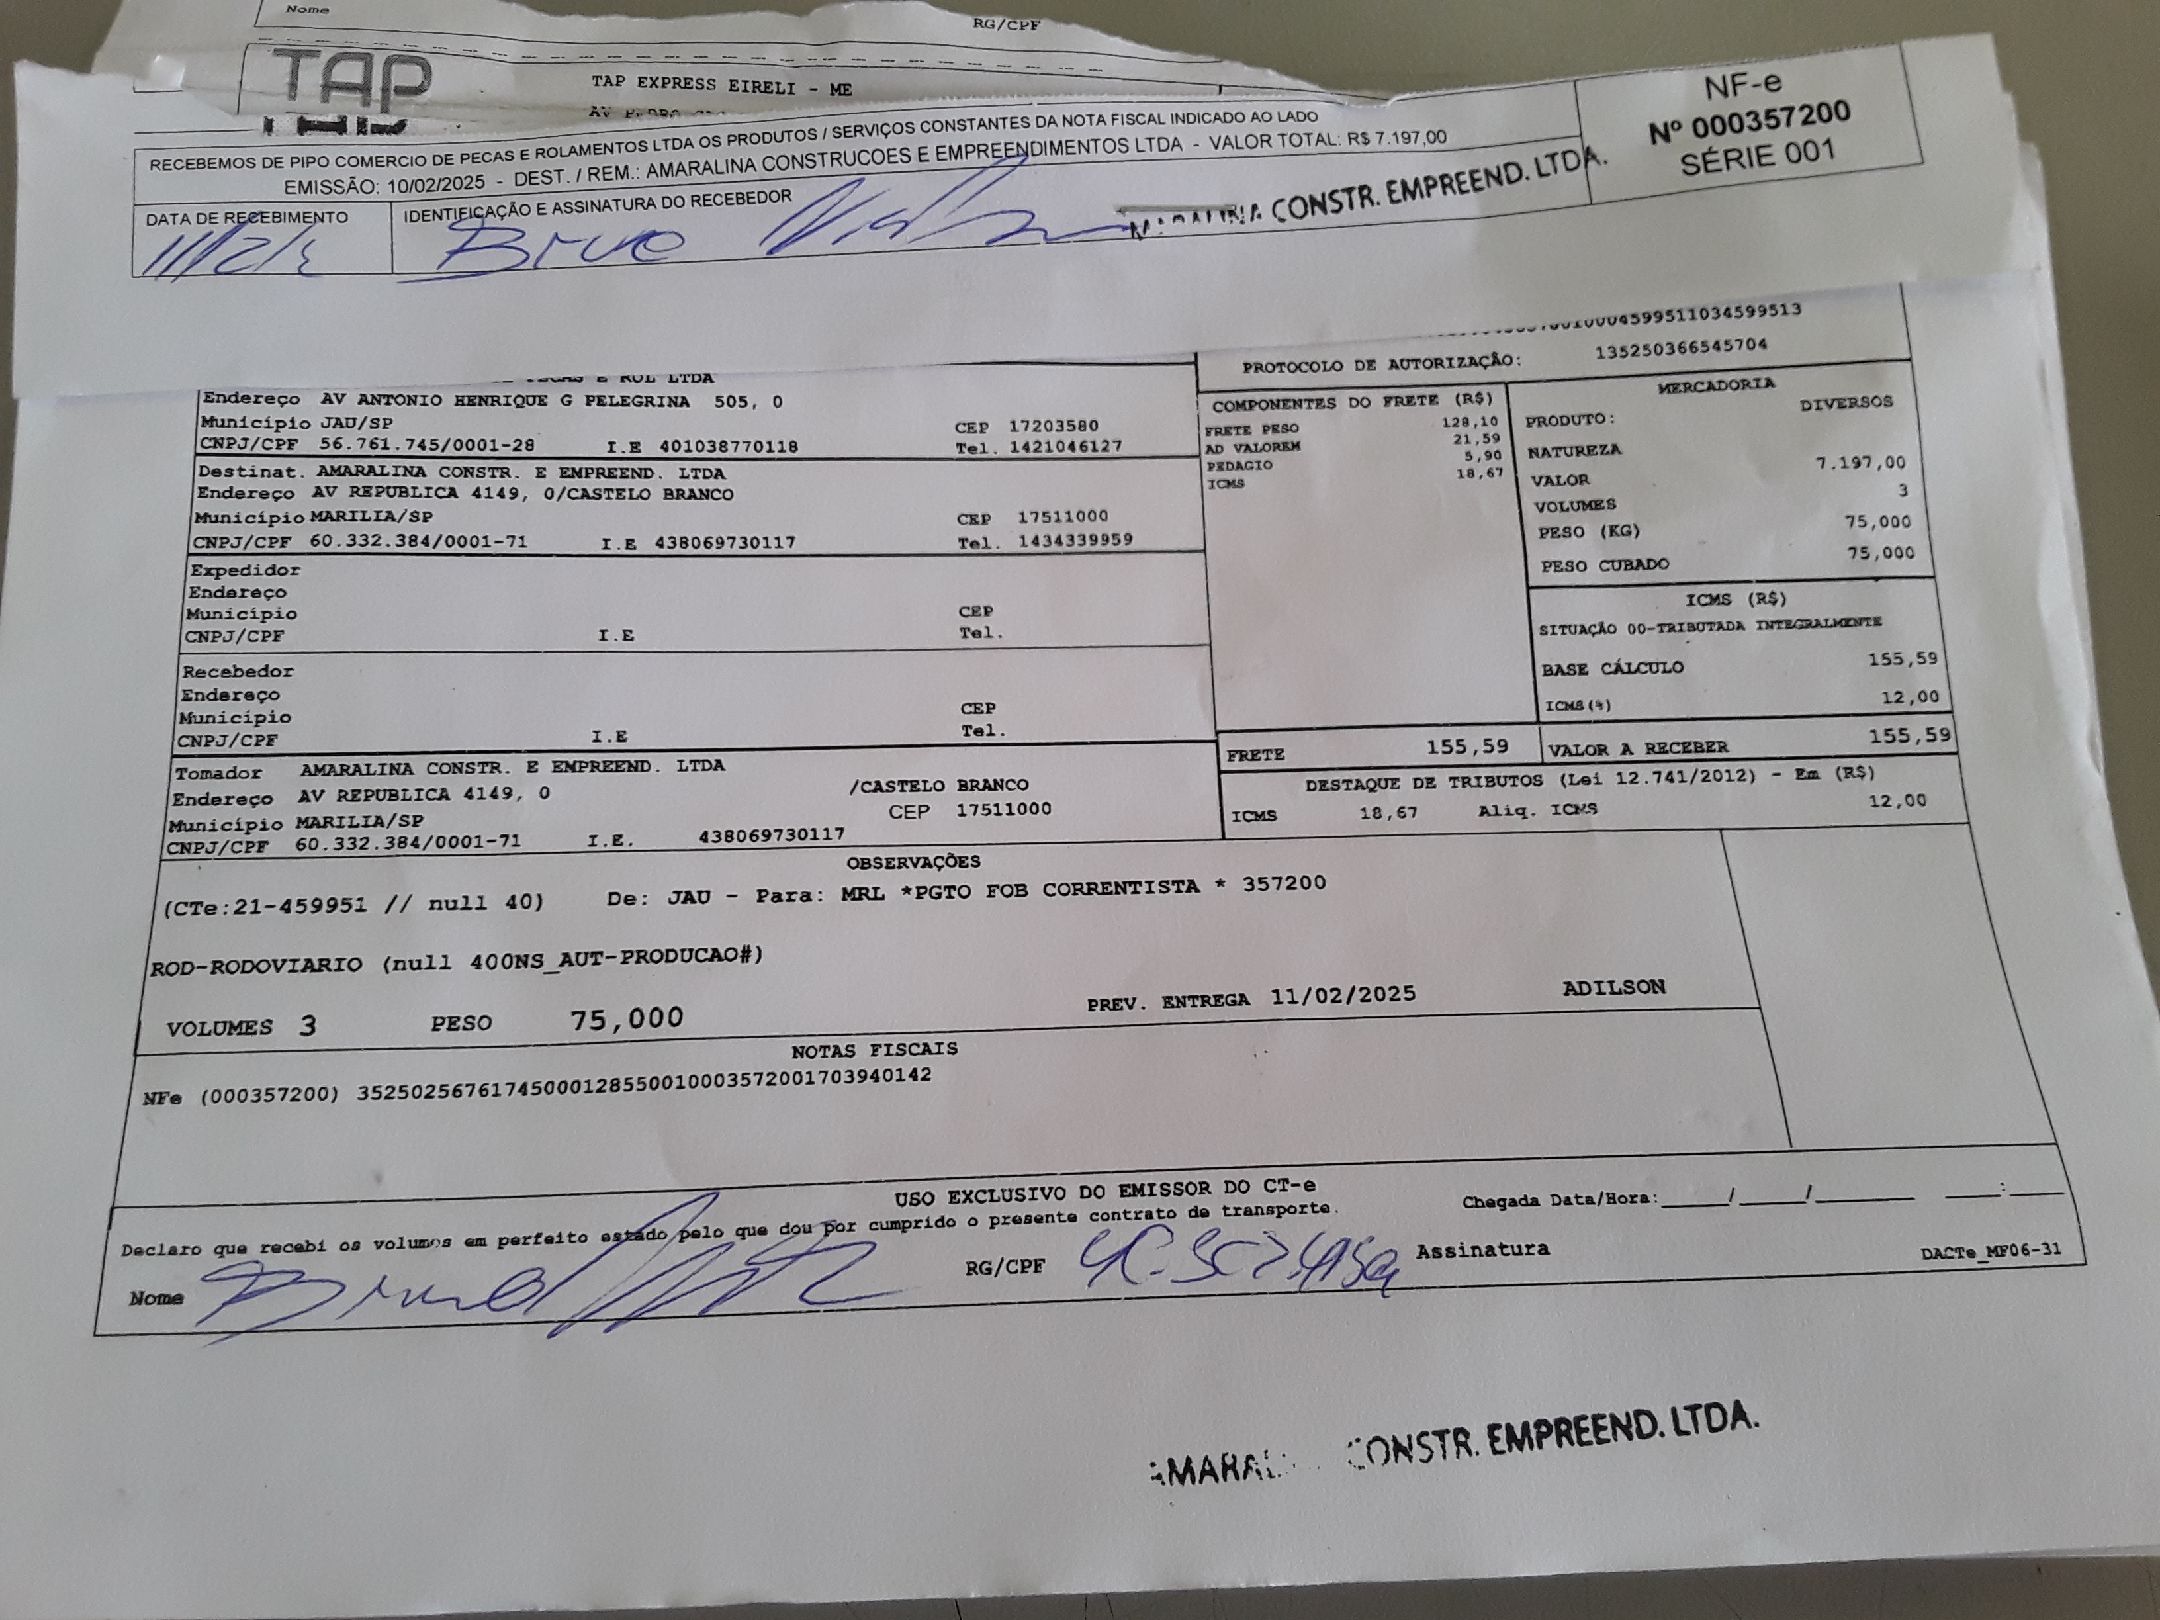 Nome RG/CPF
TAP
TAP EXPRESS EIRELI - ME
RECEBEMOS DE PIPO COMERCIO DE PECAS E ROLAMENTOS LTDA OS PRODUTOS / SERVIÇOS CONSTANTES DA NOTA FISCAL INDICADO AO LADO
EMISSÃO: 10/02/2025 - DEST. / REM.: AMARALINA CONSTRUCOES E EMPREENDIMENTOS LTDA - VALOR TOTAL: R$ 7.197,00
NF-e
Nº 000357200
SÉRIE 001
DATA DE RECEBIMENTO
IDENTIFICAÇÃO E ASSINATURA DO RECEBEDOR
CONSTR. EMPREEND. LTDA.
4599511034599513
PROTOCOLO DE AUTORIZAÇÃO: 135250366545704
E ROL LTDA
Endereço AV ANTONIO HENRIQUE G PELEGRINA 505, 0
Município JAU/SP CEP 17203580
CNPJ/CPF 56.761.745/0001-28 I.E 401038770118 Tel. 1421046127
Destinat. AMARALINA CONSTR. E EMPREEND. LTDA
Endereço AV REPUBLICA 4149, 0/CASTELO BRANCO
Município MARILIA/SP CEP 17511000
CNPJ/CPF 60.332.384/0001-71 I.E 438069730117 Tel. 1434339959
Expedidor
Endereço
Município CEP
CNPJ/CPF I.E Tel.
Recebedor
Endereço
Município CEP
CNPJ/CPF I.E Tel.
Tomador AMARALINA CONSTR. E EMPREEND. LTDA
Endereço AV REPUBLICA 4149, 0 /CASTELO BRANCO
Município MARILIA/SP CEP 17511000
CNPJ/CPF 60.332.384/0001-71 I.E. 438069730117
COMPONENTES DO FRETE (R$)
FRETE PESO 128,10
AD VALOREM 21,59
PEDAGIO 5,90
ICMS 18,67
MERCADORIA
PRODUTO: DIVERSOS
NATUREZA
VALOR 7.197,00
VOLUMES 3
PESO (KG) 75,000
PESO CUBADO 75,000
ICMS (R$)
SITUAÇÃO 00-TRIBUTADA INTEGRALMENTE
BASE CÁLCULO 155,59
ICMS(%) 12,00
FRETE 155,59 VALOR A RECEBER 155,59
DESTAQUE DE TRIBUTOS (Lei 12.741/2012) - Em (R$)
ICMS 18,67 Aliq. ICMS 12,00
OBSERVAÇÕES
(CTe:21-459951 // null 40) De: JAU - Para: MRL *PGTO FOB CORRENTISTA * 357200
ROD-RODOVIARIO (null 400NS_AUT-PRODUCAO#)
VOLUMES 3 PESO 75,000 PREV. ENTREGA 11/02/2025 ADILSON
NOTAS FISCAIS
NFe (000357200) 35250256761745000128550010003572001703940142
USO EXCLUSIVO DO EMISSOR DO CT-e
Declaro que recebi os volumes em perfeito estado pelo que dou por cumprido o presente contrato de transporte.
Chegada Data/Hora:____/____/______ ___:___
Nome RG/CPF Assinatura
DACTe_MF06-31
CONSTR. EMPREEND. LTDA.